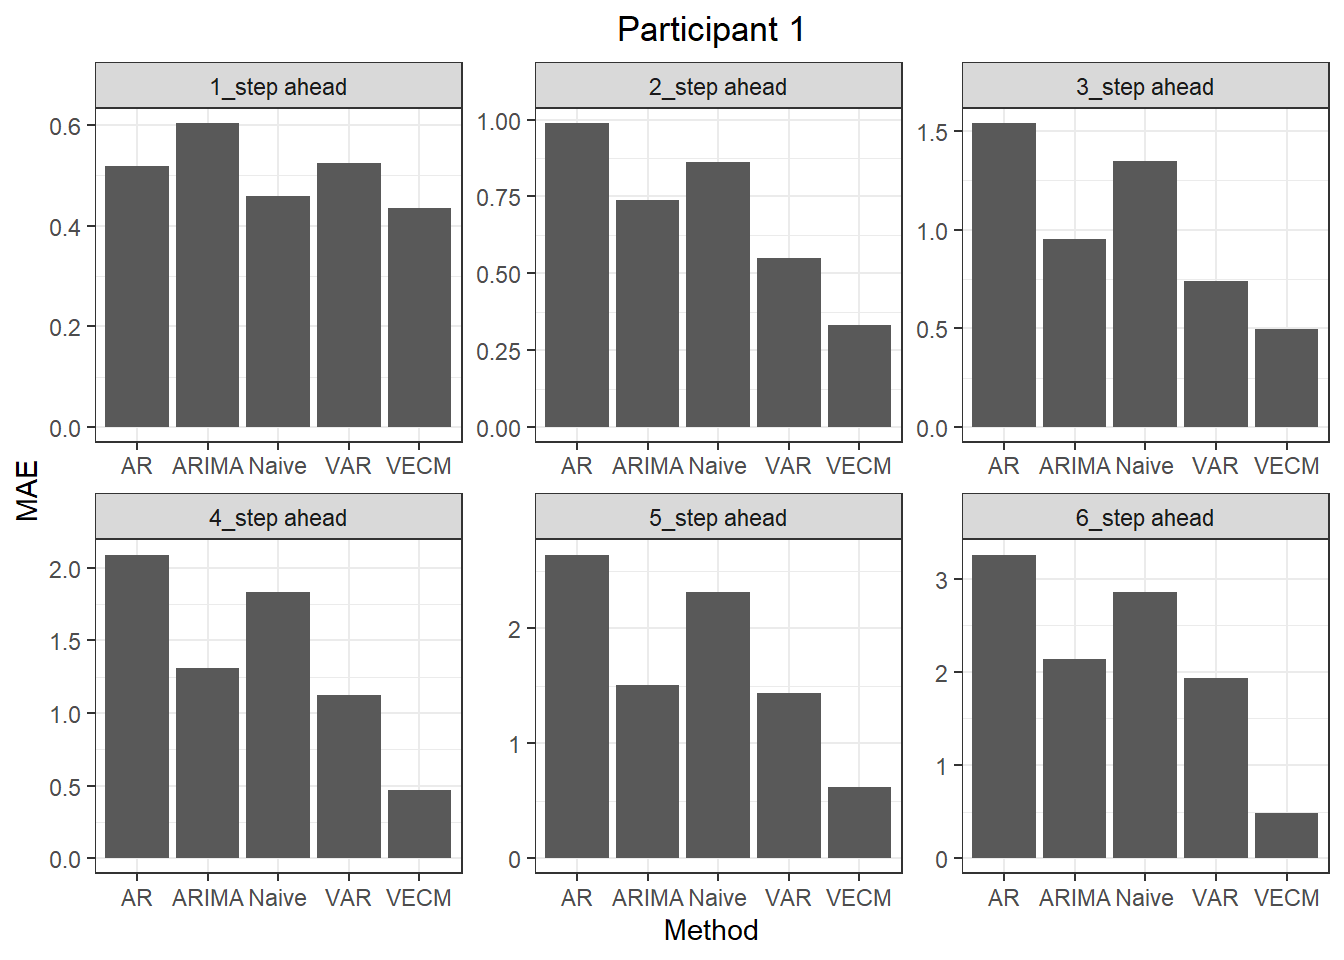 Participant 1
1_step ahead
2_step ahead
3_step ahead
0.6
0.4
0.2
0.0
1.00
0.75
0.50
0.25
0.00
1.5
1.0
0.5
0.0
AR ARIMA Naive VAR VECM
AR ARIMA Naive VAR VECM
AR ARIMA Naive VAR VECM
MAE
4_step ahead
5_step ahead
6_step ahead
2.0
1.5
1.0
0.5
0.0
2
1
0
3
2
1
0
AR ARIMA Naive VAR VECM
AR ARIMA Naive VAR VECM
AR ARIMA Naive VAR VECM
Method